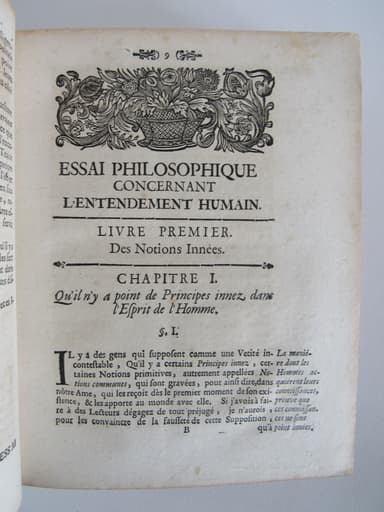 9
ESSAI PHILOSOPHIQUE
CONCERNANT
L'ENTENDEMENT HUMAIN.
LIVRE PREMIER.
Des Notions Innées.
CHAPITRE I.
Qu'il n'y a point de Principes innez dans
l'Esprit de l'Homme.
§. I.
IL y a des gens qui supposent comme une Verité in-
contestable, Qu'il y a certains Principes innez, cer-
taines Notions primitives, autrement appellées No-
tions communes, qui sont gravées, pour ainsi dire, dans
nôtre Ame, qui les reçoit dès le premier moment de son exi-
stence, & les apporte au monde avec elle. Si j'avois à fai-
re à des Lecteurs dégagez de tout préjugé, je n'aurois
pour les convaincre de la fausseté de cette Supposition,
B qu'à
La maniè-
re dont les
Hommes ac-
quierent leurs
connoissances,
preuve que
ces connoissan-
ces ne sont
point innées.